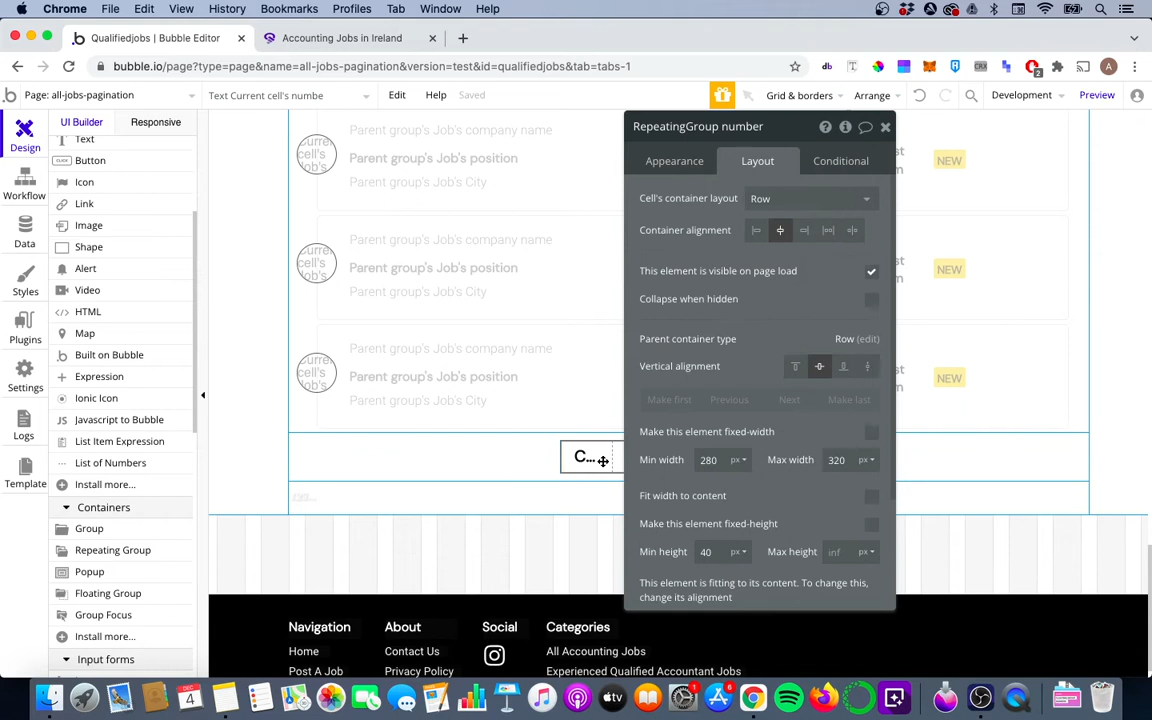 Chrome File Edit View History Bookmarks Profiles Tab Window Help
Qualifiedjobs | Bubble Editor
Accounting Jobs in Ireland
bubble.io/page?type=page&name=all-jobs-pagination&version=test&id=qualifiedjobs&tab=tabs-1
Page: all-jobs-pagination
Text Current cell's numbe
Edit Help Saved
Grid & borders
Arrange
Development
Preview
Design
Workflow
Data
Styles
Plugins
Settings
Logs
Template
UI Builder Responsive
Text
Button
Icon
Link
Image
Shape
Alert
Video
HTML
Map
Built on Bubble
Expression
Ionic Icon
Javascript to Bubble
List Item Expression
List of Numbers
Install more...
Containers
Group
Repeating Group
Popup
Floating Group
Group Focus
Install more...
Input forms
Current
cell's
Job's
Parent group's Job's company name
Parent group's Job's position
Parent group's Job's City
NEW
Current
cell's
Job's
Parent group's Job's company name
Parent group's Job's position
Parent group's Job's City
NEW
Current
cell's
Job's
Parent group's Job's company name
Parent group's Job's position
Parent group's Job's City
NEW
C...
RepeatingGroup number
Appearance Layout Conditional
Cell's container layout Row
Container alignment
This element is visible on page load
Collapse when hidden
Parent container type Row (edit)
Vertical alignment
Make first Previous Next Make last
Make this element fixed-width
Min width 280 px Max width 320 px
Fit width to content
Make this element fixed-height
Min height 40 px Max height inf px
This element is fitting to its content. To change this,
change its alignment
Navigation
Home
Post A Job
About
Contact Us
Privacy Policy
Social
Categories
All Accounting Jobs
Experienced Qualified Accountant Jobs